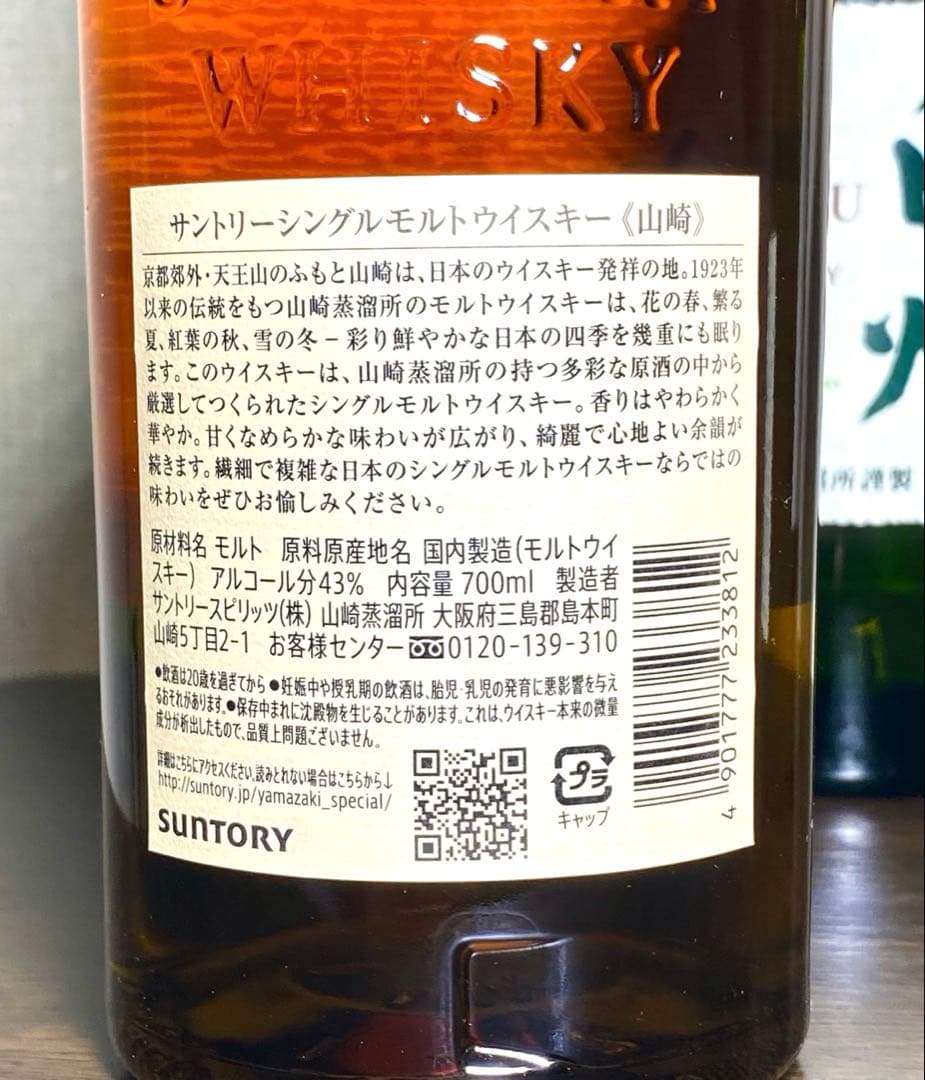 WHISKY
サントリーシングルモルトウイスキー《山崎》
京都郊外・天王山のふもと山崎は、日本のウイスキー発祥の地。1923年
以来の伝統をもつ山崎蒸溜所のモルトウイスキーは、花の春、繁る
夏、紅葉の秋、雪の冬−彩り鮮やかな日本の四季を幾重にも眠り
ます。このウイスキーは、山崎蒸溜所の持つ多彩な原酒の中から
厳選してつくられたシングルモルトウイスキー。香りはやわらかく
華やか。甘くなめらかな味わいが広がり、綺麗で心地よい余韻が
続きます。繊細で複雑な日本のシングルモルトウイスキーならではの
味わいをぜひお愉しみください。
原材料名 モルト 原料原産地名 国内製造(モルトウイ
スキー) アルコール分43% 内容量 700ml 製造者
サントリースピリッツ(株) 山崎蒸溜所 大阪府三島郡島本町
山崎5丁目2-1 お客様センター 0120-139-310
●飲酒は20歳を過ぎてから ●妊娠中や授乳期の飲酒は、胎児・乳児の発育に悪影響を与え
るおそれがあります。●保存中まれに沈殿物を生じることがあります。これは、ウイスキー本来の微量
成分が析出したもので、品質上問題ございません。
詳細はこちらにアクセスください。読みとれない場合はこちらから↓
http://suntory.jp/yamazaki_special/
SUNTORY
プラ
キャップ
4 901777 233812
所謹製